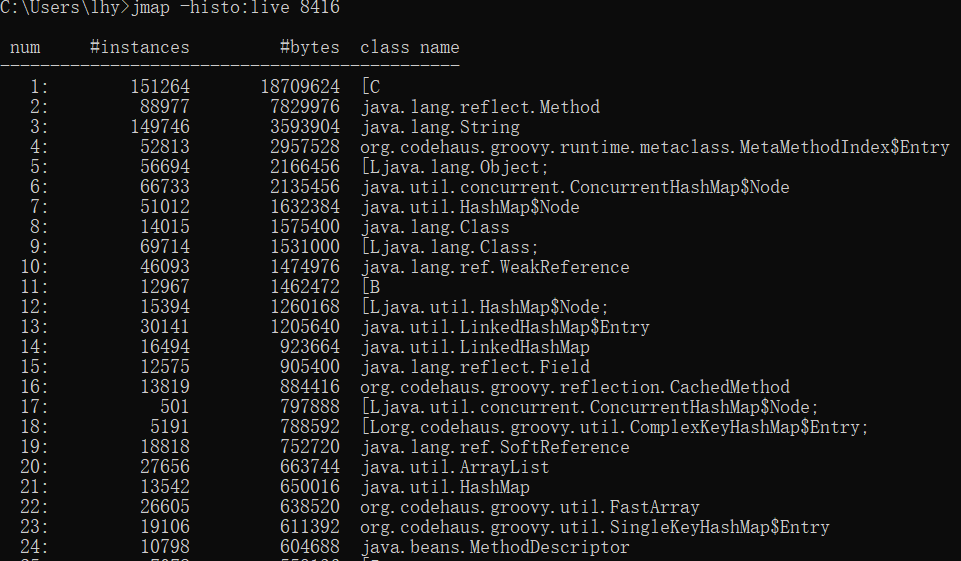 C:\Users\lhy>jmap -histo:live 8416
num #instances #bytes class name
----------------------------------------------
1: 151264 18709624 [C
2: 88977 7829976 java.lang.reflect.Method
3: 149746 3593904 java.lang.String
4: 52813 2957528 org.codehaus.groovy.runtime.metaclass.MetaMethodIndex$Entry
5: 56694 2166456 [Ljava.lang.Object;
6: 66733 2135456 java.util.concurrent.ConcurrentHashMap$Node
7: 51012 1632384 java.util.HashMap$Node
8: 14015 1575400 java.lang.Class
9: 69714 1531000 [Ljava.lang.Class;
10: 46093 1474976 java.lang.ref.WeakReference
11: 12967 1462472 [B
12: 15394 1260168 [Ljava.util.HashMap$Node;
13: 30141 1205640 java.util.LinkedHashMap$Entry
14: 16494 923664 java.util.LinkedHashMap
15: 12575 905400 java.lang.reflect.Field
16: 13819 884416 org.codehaus.groovy.reflection.CachedMethod
17: 501 797888 [Ljava.util.concurrent.ConcurrentHashMap$Node;
18: 5191 788592 [Lorg.codehaus.groovy.util.ComplexKeyHashMap$Entry;
19: 18818 752720 java.lang.ref.SoftReference
20: 27656 663744 java.util.ArrayList
21: 13542 650016 java.util.HashMap
22: 26605 638520 org.codehaus.groovy.util.FastArray
23: 19106 611392 org.codehaus.groovy.util.SingleKeyHashMap$Entry
24: 10798 604688 java.beans.MethodDescriptor